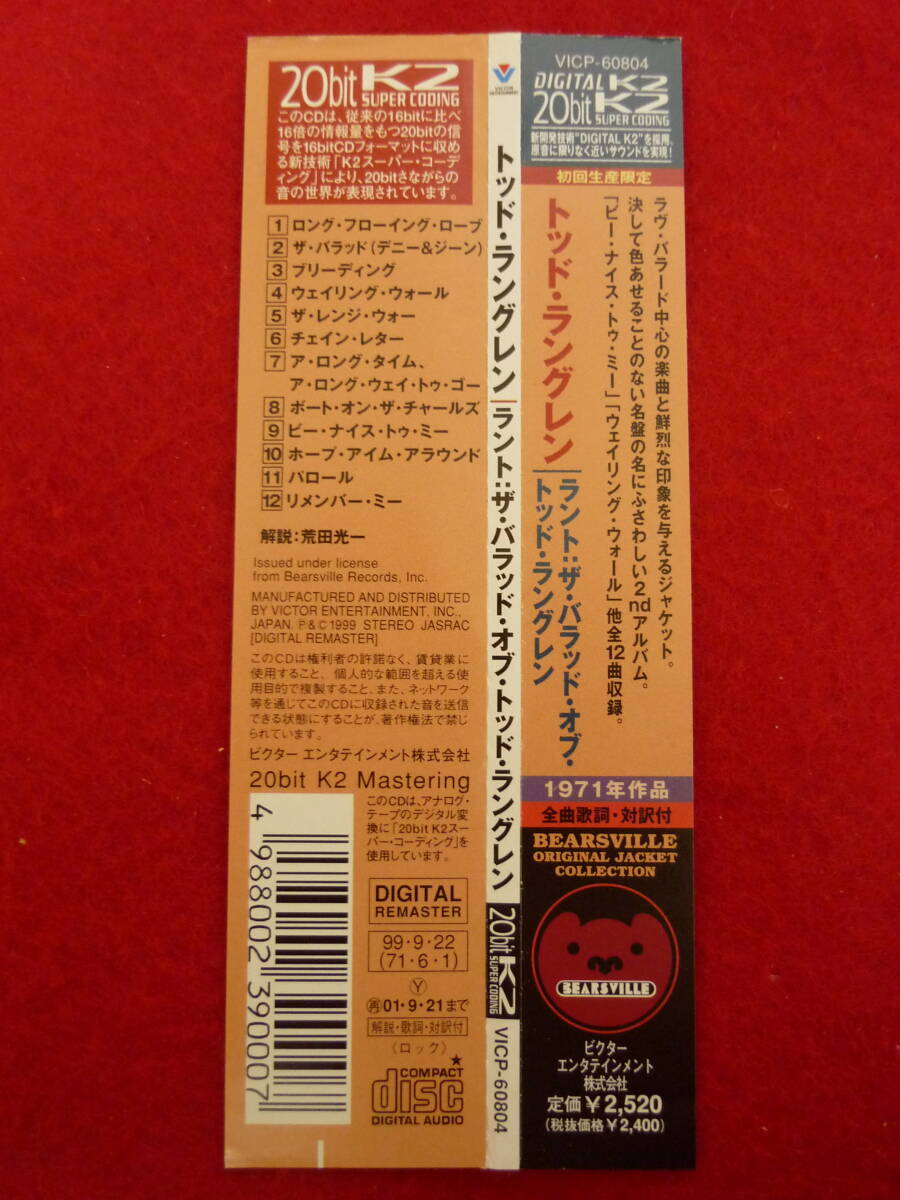 20bit K2
SUPER CODING
このCDは、従来の16bitに比べ
16倍の情報量をもつ20bitの信
号を16bitCDフォーマットに収め
る新技術「K2スーパー・コーデ
ィング」により、20bitさながらの
音の世界が表現されています。
1 ロング・フローイング・ローブ
2 ザ・バラッド(デニー&ジーン)
3 ブリーディング
4 ウェイリング・ウォール
5 ザ・レンジ・ウォー
6 チェイン・レター
7 ア・ロング・タイム、
ア・ロング・ウェイ・トゥ・ゴー
8 ボート・オン・ザ・チャールズ
9 ビー・ナイス・トゥ・ミー
10 ホープ・アイム・アラウンド
11 パロール
12 リメンバー・ミー
解説:荒田光一
Issued under license
from Bearsville Records, Inc.
MANUFACTURED AND DISTRIBUTED
BY VICTOR ENTERTAINMENT, INC.,
JAPAN. ℗&©1999 STEREO JASRAC
[DIGITAL REMASTER]
このCDは権利者の許諾なく、賃貸業に
使用すること、個人的な範囲を超える使
用目的で複製すること、また、ネットワーク
等を通じてこのCDに収録された音を送信
できる状態にすることが、著作権法で禁じ
られています。
ビクター エンタテインメント株式会社
20bit K2 Mastering
このCDは、アナログ・
テープのデジタル変
換に「20bit K2スー
パー・コーディング」を
使用しています。
4 988002 390007
DIGITAL
REMASTER
99・9・22
(71・6・1)
Ⓨ
再01・9・21まで
解説・歌詞・対訳付
〈ロック〉
★
COMPACT
disc
DIGITAL AUDIO
VICTOR
ENTERTAINMENT
トッド・ラングレン|ラント:ザ・バラッド・オブ・トッド・ラングレン
20bit K2
SUPER CODING
VICP-60804
VICP-60804
DIGITAL K2
20bit K2
SUPER CODING
新開発技術“DIGITAL K2”を採用。
原音に限りなく近いサウンドを実現!
初回生産限定
ラヴ・バラード中心の楽曲と鮮烈な印象を与えるジャケット。
決して色あせることのない名盤の名にふさわしい2ndアルバム。
「ビー・ナイス・トゥ・ミー」「ウェイリング・ウォール」他全12曲収録。
トッド・ラングレン
ラント:ザ・バラッド・オブ・
トッド・ラングレン
1971年作品
全曲歌詞・対訳付
BEARSVILLE
ORIGINAL JACKET
COLLECTION
BEARSVILLE
ビクター
エンタテインメント
株式会社
定価¥2,520
(税抜価格¥2,400)